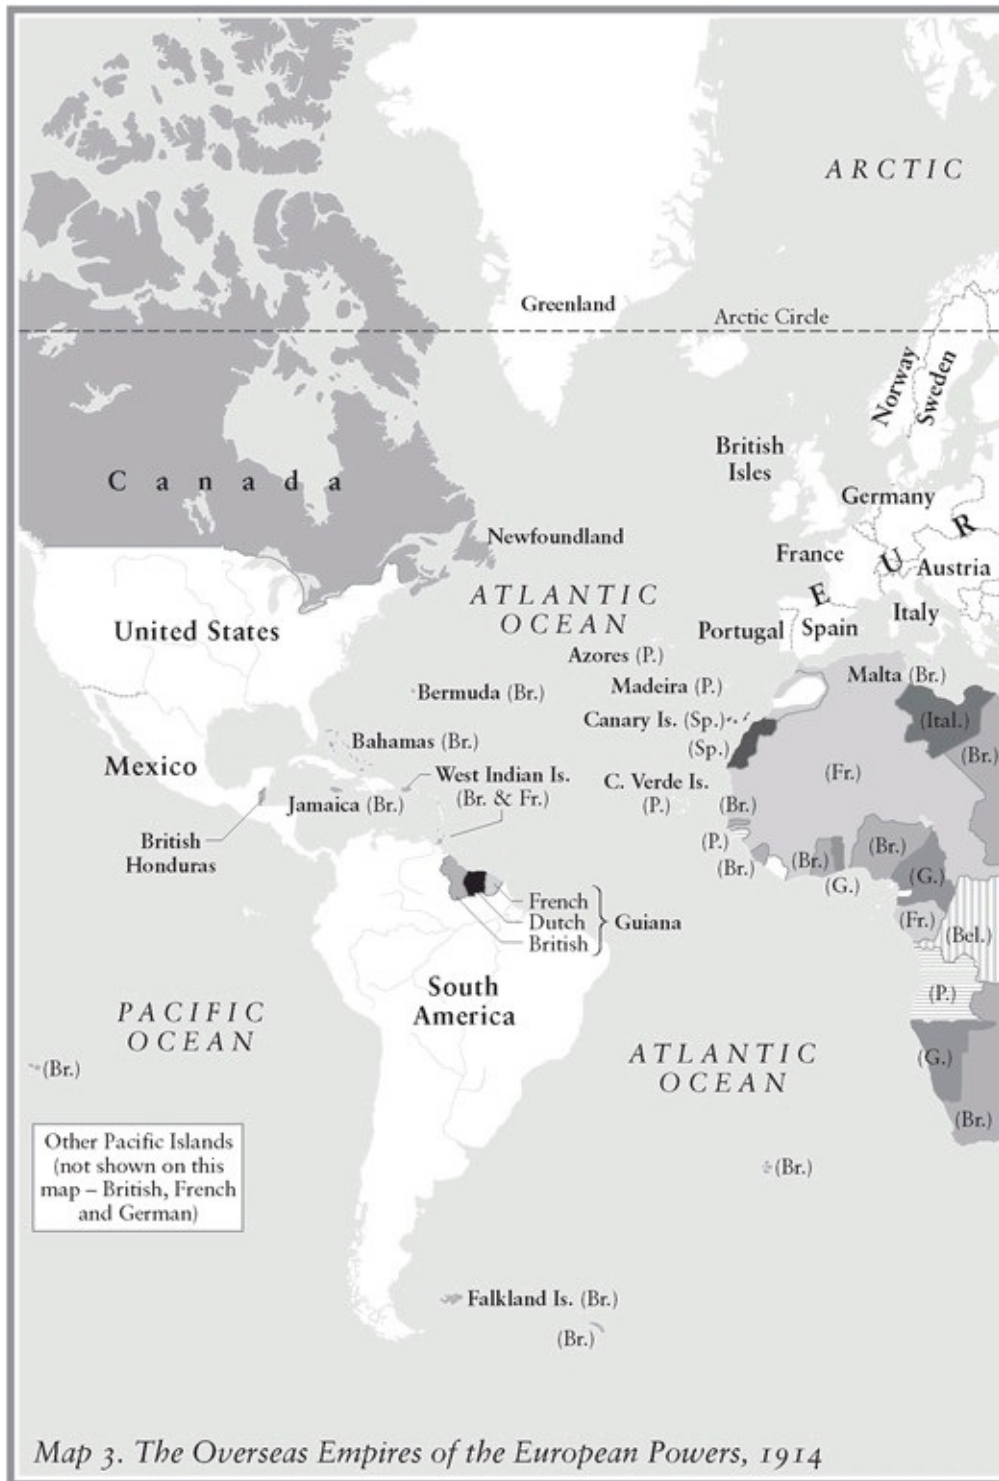 ARCTIC
Greenland
Arctic Circle
Norway
Sweden
British
Isles
Canada
Germany
Newfoundland
France
EUR
Austria
ATLANTIC
OCEAN
Italy
United States
Portugal
Spain
Azores (P.)
Malta (Br.)
Bermuda (Br.)
Madeira (P.)
Canary Is. (Sp.)
(Ital.)
(Sp.)
Bahamas (Br.)
(Br.)
Mexico
West Indian Is.
(Br. & Fr.)
C. Verde Is.
(P.)
(Fr.)
Jamaica (Br.)
(Br.)
British
Honduras
(P.)
(Br.)
(Br.)
(Br.)
(G.)
(G.)
French
Dutch
British
Guiana
(Fr.)
(Bel.)
South
America
(P.)
PACIFIC
OCEAN
ATLANTIC
OCEAN
(G.)
(Br.)
(Br.)
Other Pacific Islands
(not shown on this
map – British, French
and German)
(Br.)
Falkland Is. (Br.)
(Br.)
Map 3. The Overseas Empires of the European Powers, 1914